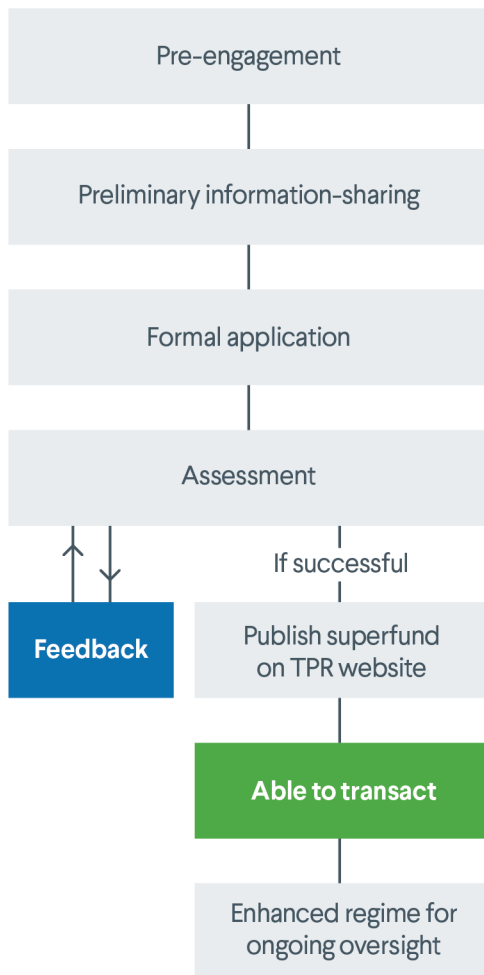 Pre-engagement
Preliminary information-sharing
Formal application
Assessment
If successful
Feedback
Publish superfund
on TPR website
Able to transact
Enhanced regime for
ongoing oversight